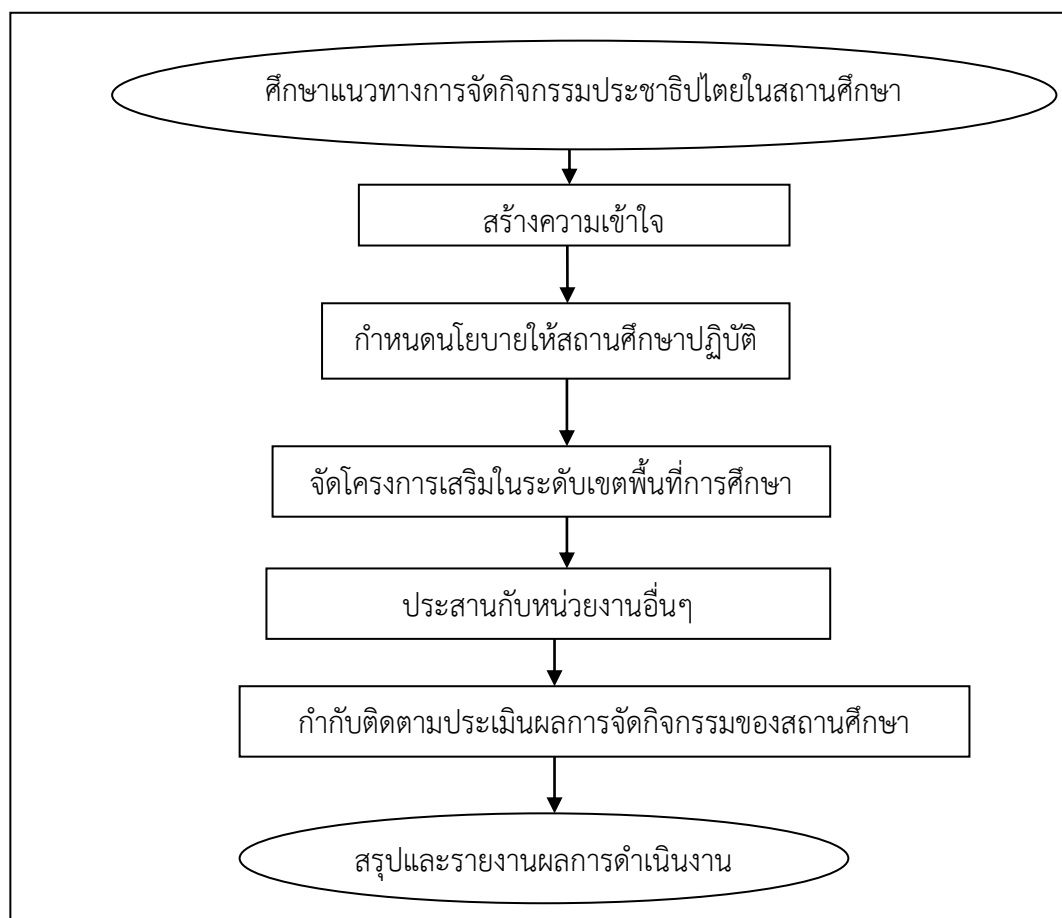 ศึกษาแนวทางการจัดกิจกรรมประชาธิปไตยในสถานศึกษา
สร้างความเข้าใจ
กำหนดนโยบายให้สถานศึกษาปฏิบัติ
จัดโครงการเสริมในระดับเขตพื้นที่การศึกษา
ประสานกับหน่วยงานอื่นๆ
กำกับติดตามประเมินผลการจัดกิจกรรมของสถานศึกษา
สรุปและรายงานผลการดำเนินงาน